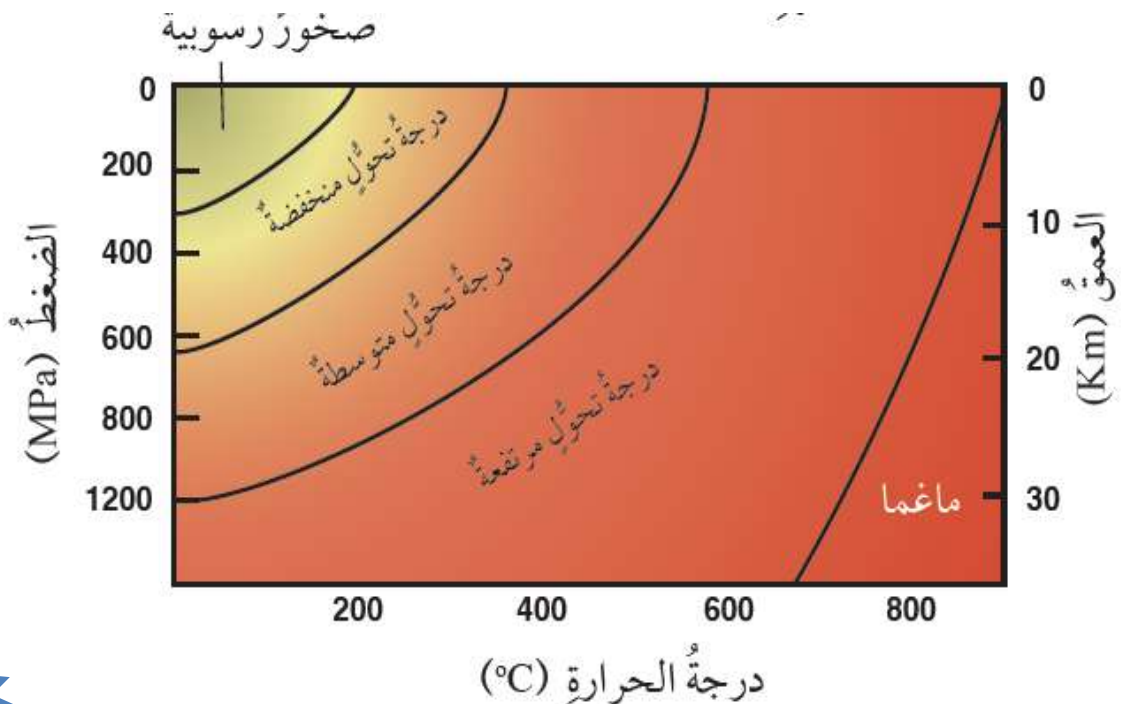 صخورٌ رسوبية
0
200
400
600
800
1200
الضغطُ (MPa)
0
10
20
30
العمقُ (Km)
درجةُ تحوُّلٍ منخفضةٌ
درجةُ تحوُّلٍ متوسطةٌ
درجةُ تحوُّلٍ مرتفعةٌ
ماغما
200
400
600
800
درجةُ الحرارةِ (°C)